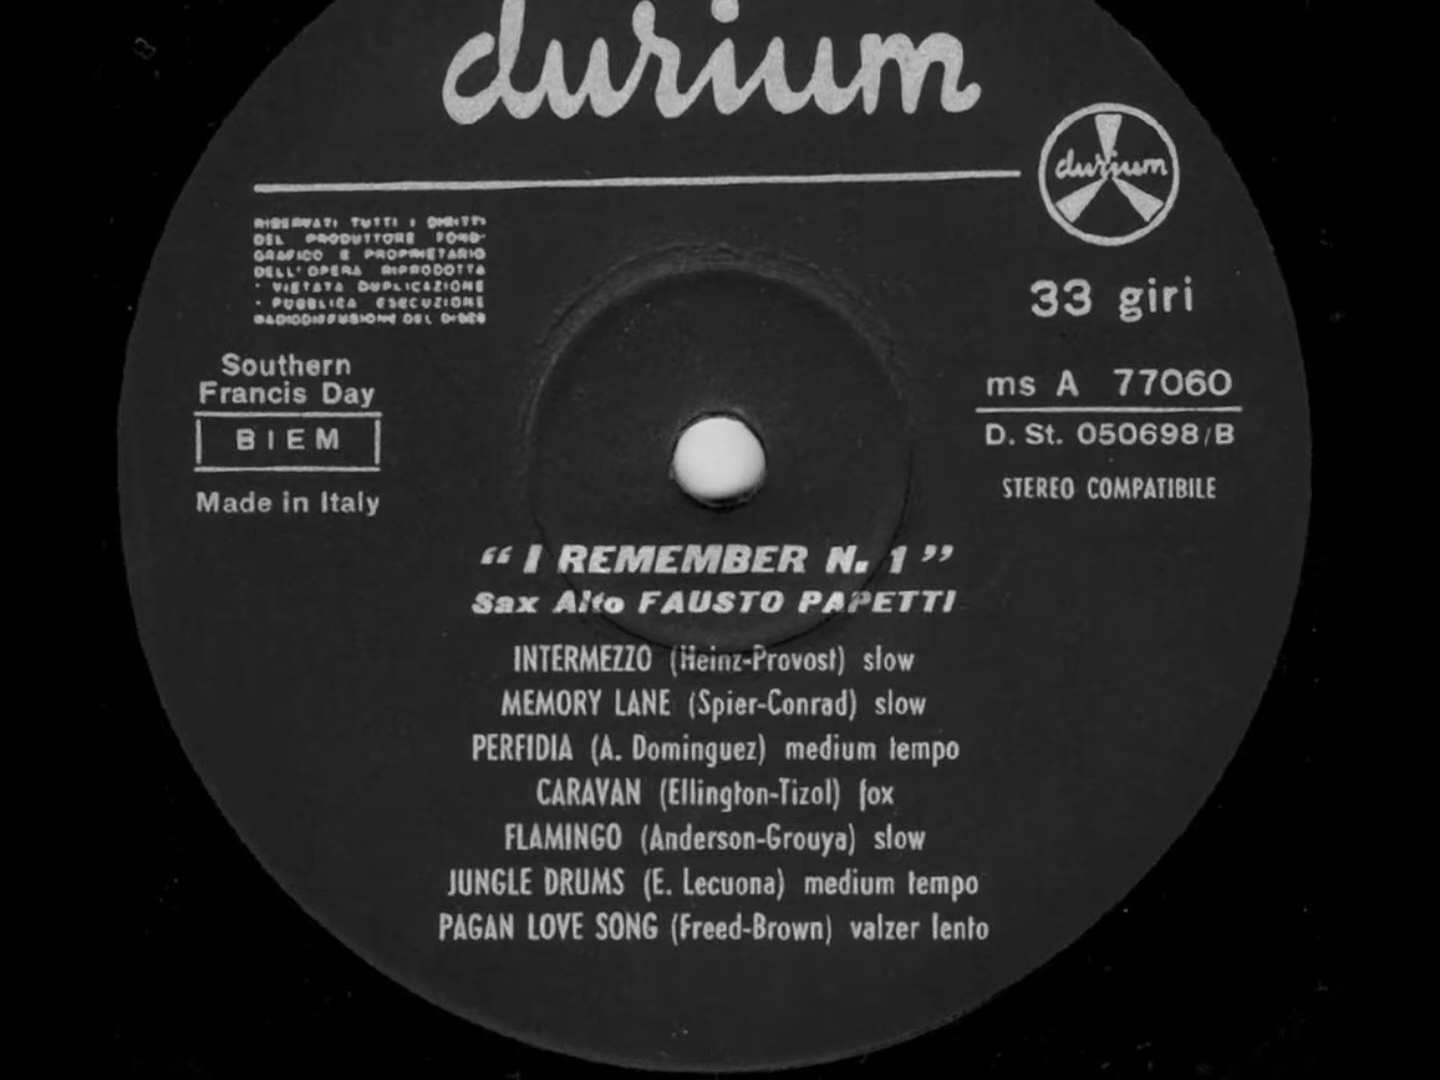 durium
durium
RISERVATI TUTTI I DIRITTI
DEL PRODUTTORE FONO-
GRAFICO E PROPRIETARIO
DELL'OPERA RIPRODOTTA
· VIETATA DUPLICAZIONE
· PUBBLICA ESECUZIONE
RADIODIFFUSIONE DEL DISCO
33 giri
Southern
Francis Day
BIEM
Made in Italy
ms A 77060
D. St. 050698/B
STEREO COMPATIBILE
“I REMEMBER N. 1”
Sax Alto FAUSTO PAPETTI
INTERMEZZO (Heinz-Provost) slow
MEMORY LANE (Spier-Conrad) slow
PERFIDIA (A. Dominguez) medium tempo
CARAVAN (Ellington-Tizol) fox
FLAMINGO (Anderson-Grouya) slow
JUNGLE DRUMS (E. Lecuona) medium tempo
PAGAN LOVE SONG (Freed-Brown) valzer lento